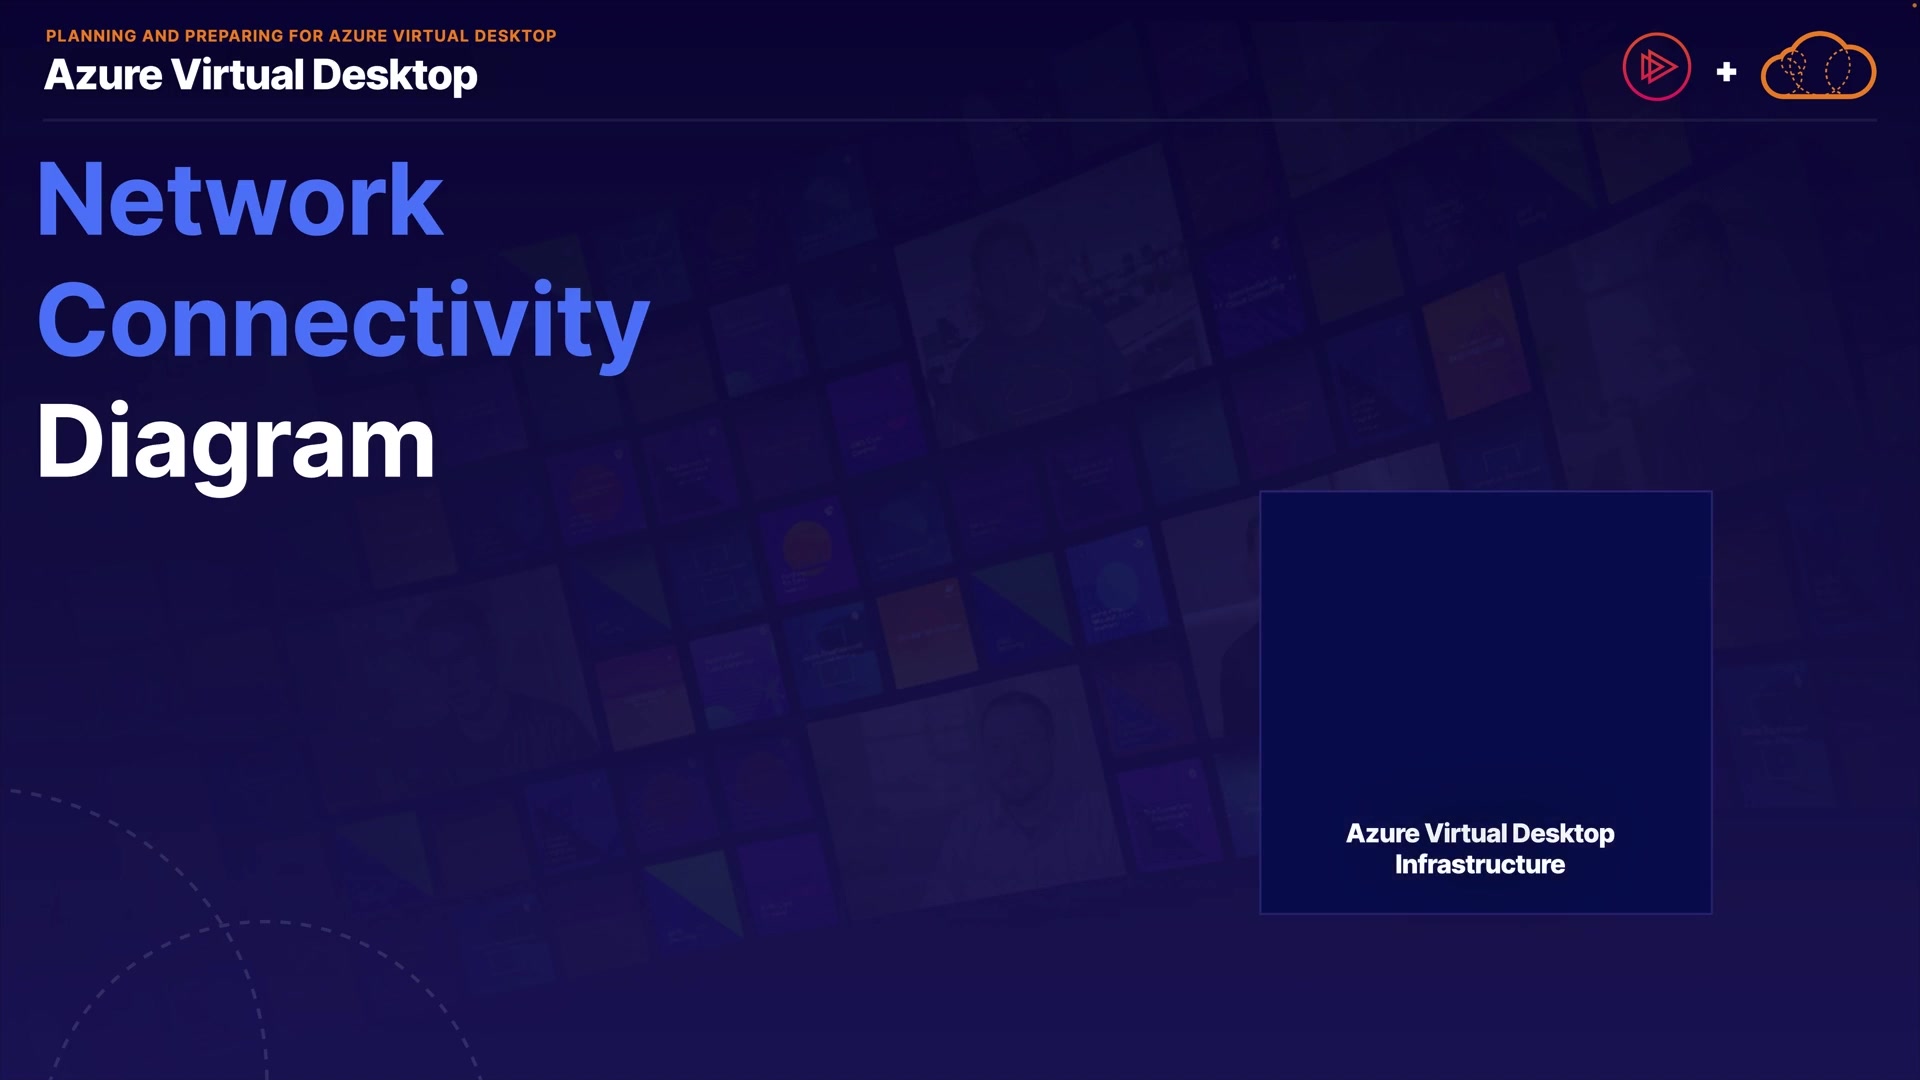 PLANNING AND PREPARING FOR AZURE VIRTUAL DESKTOP
Azure Virtual Desktop
Network
Connectivity
Diagram
Azure Virtual Desktop
Infrastructure